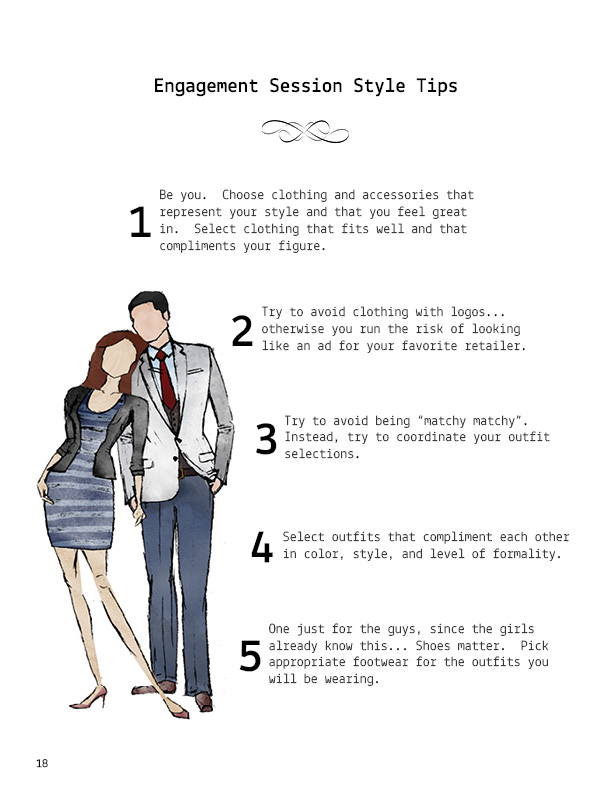 Engagement Session Style Tips
1
Be you.  Choose clothing and accessories that
represent your style and that you feel great
in.  Select clothing that fits well and that
compliments your figure.
2
Try to avoid clothing with logos...
otherwise you run the risk of looking
like an ad for your favorite retailer.
3
Try to avoid being “matchy matchy”.
Instead, try to coordinate your outfit
selections.
4
Select outfits that compliment each other
in color, style, and level of formality.
5
One just for the guys, since the girls
already know this... Shoes matter.  Pick
appropriate footwear for the outfits you
will be wearing.
18